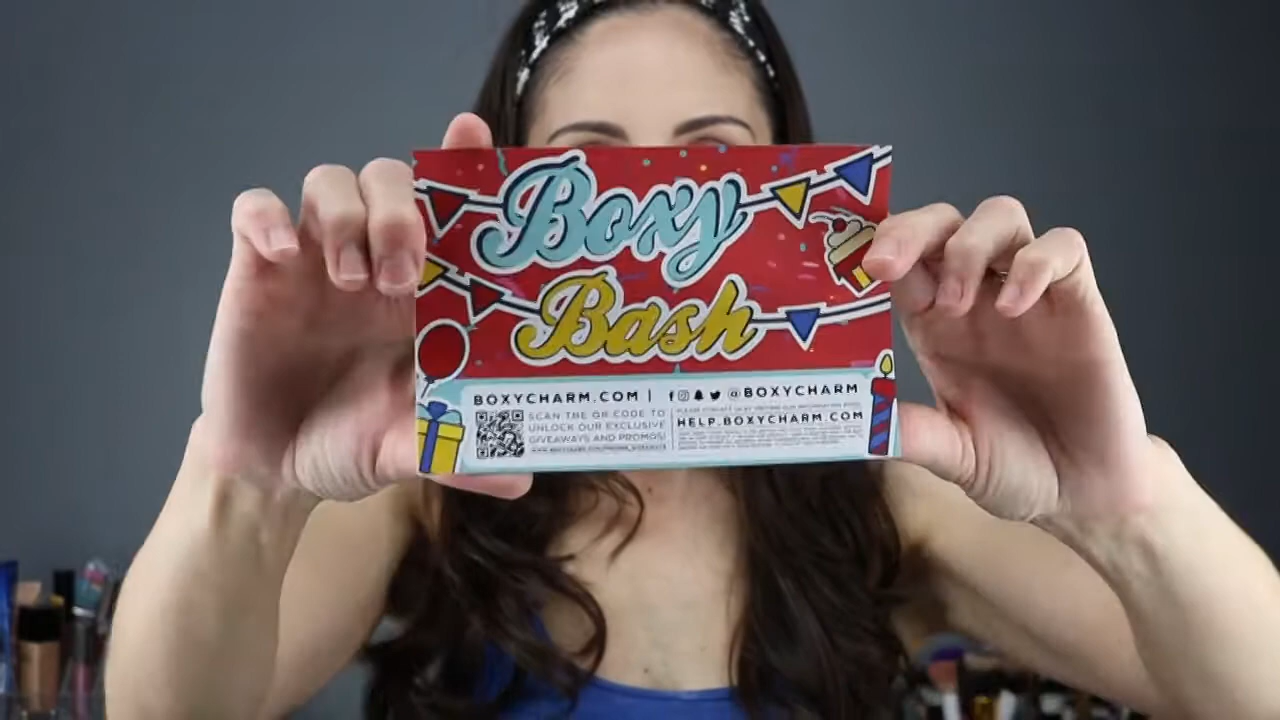 Boxy
Bash
BOXYCHARM.COM | @BOXYCHARM
SCAN THE QR CODE TO
UNLOCK OUR EXCLUSIVE
GIVEAWAYS AND PROMOS!
HELP.BOXYCHARM.COM